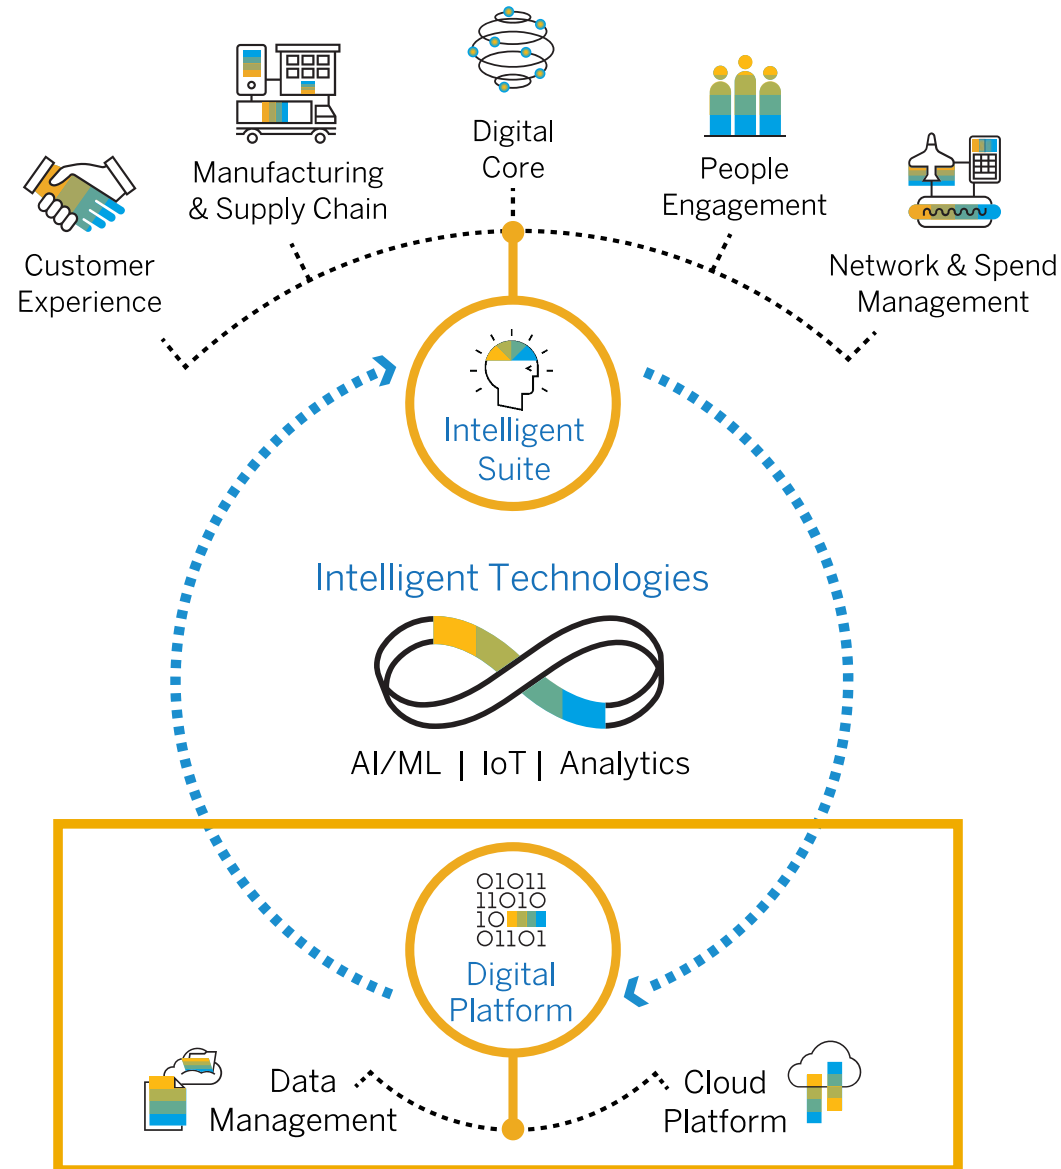 Digital
Core
Manufacturing
& Supply Chain
People
Engagement
Customer
Experience
Network & Spend
Management
Intelligent
Suite
Intelligent Technologies
AI/ML | IoT | Analytics
01011
11010
10
01101
Digital
Platform
Data
Management
Cloud
Platform